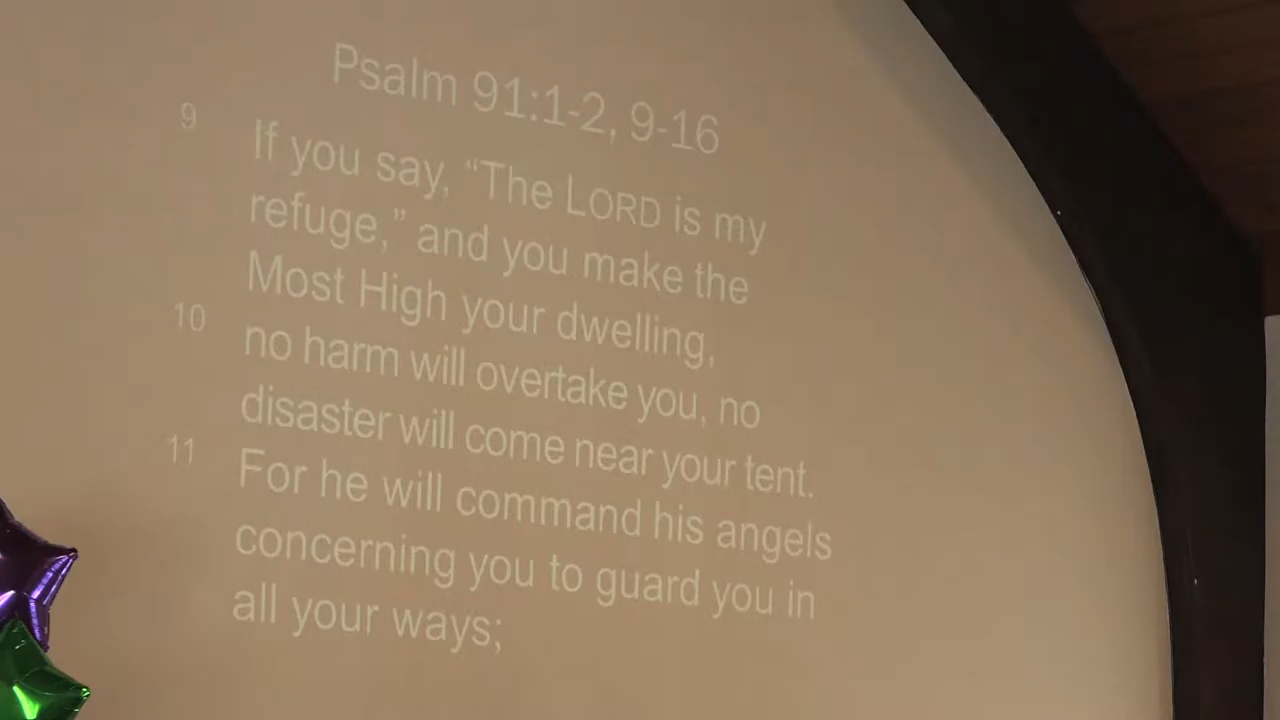 Psalm 91:1-2, 9-16
9 If you say, “The LORD is my
refuge,” and you make the
Most High your dwelling,
10 no harm will overtake you, no
disaster will come near your tent.
11 For he will command his angels
concerning you to guard you in
all your ways;